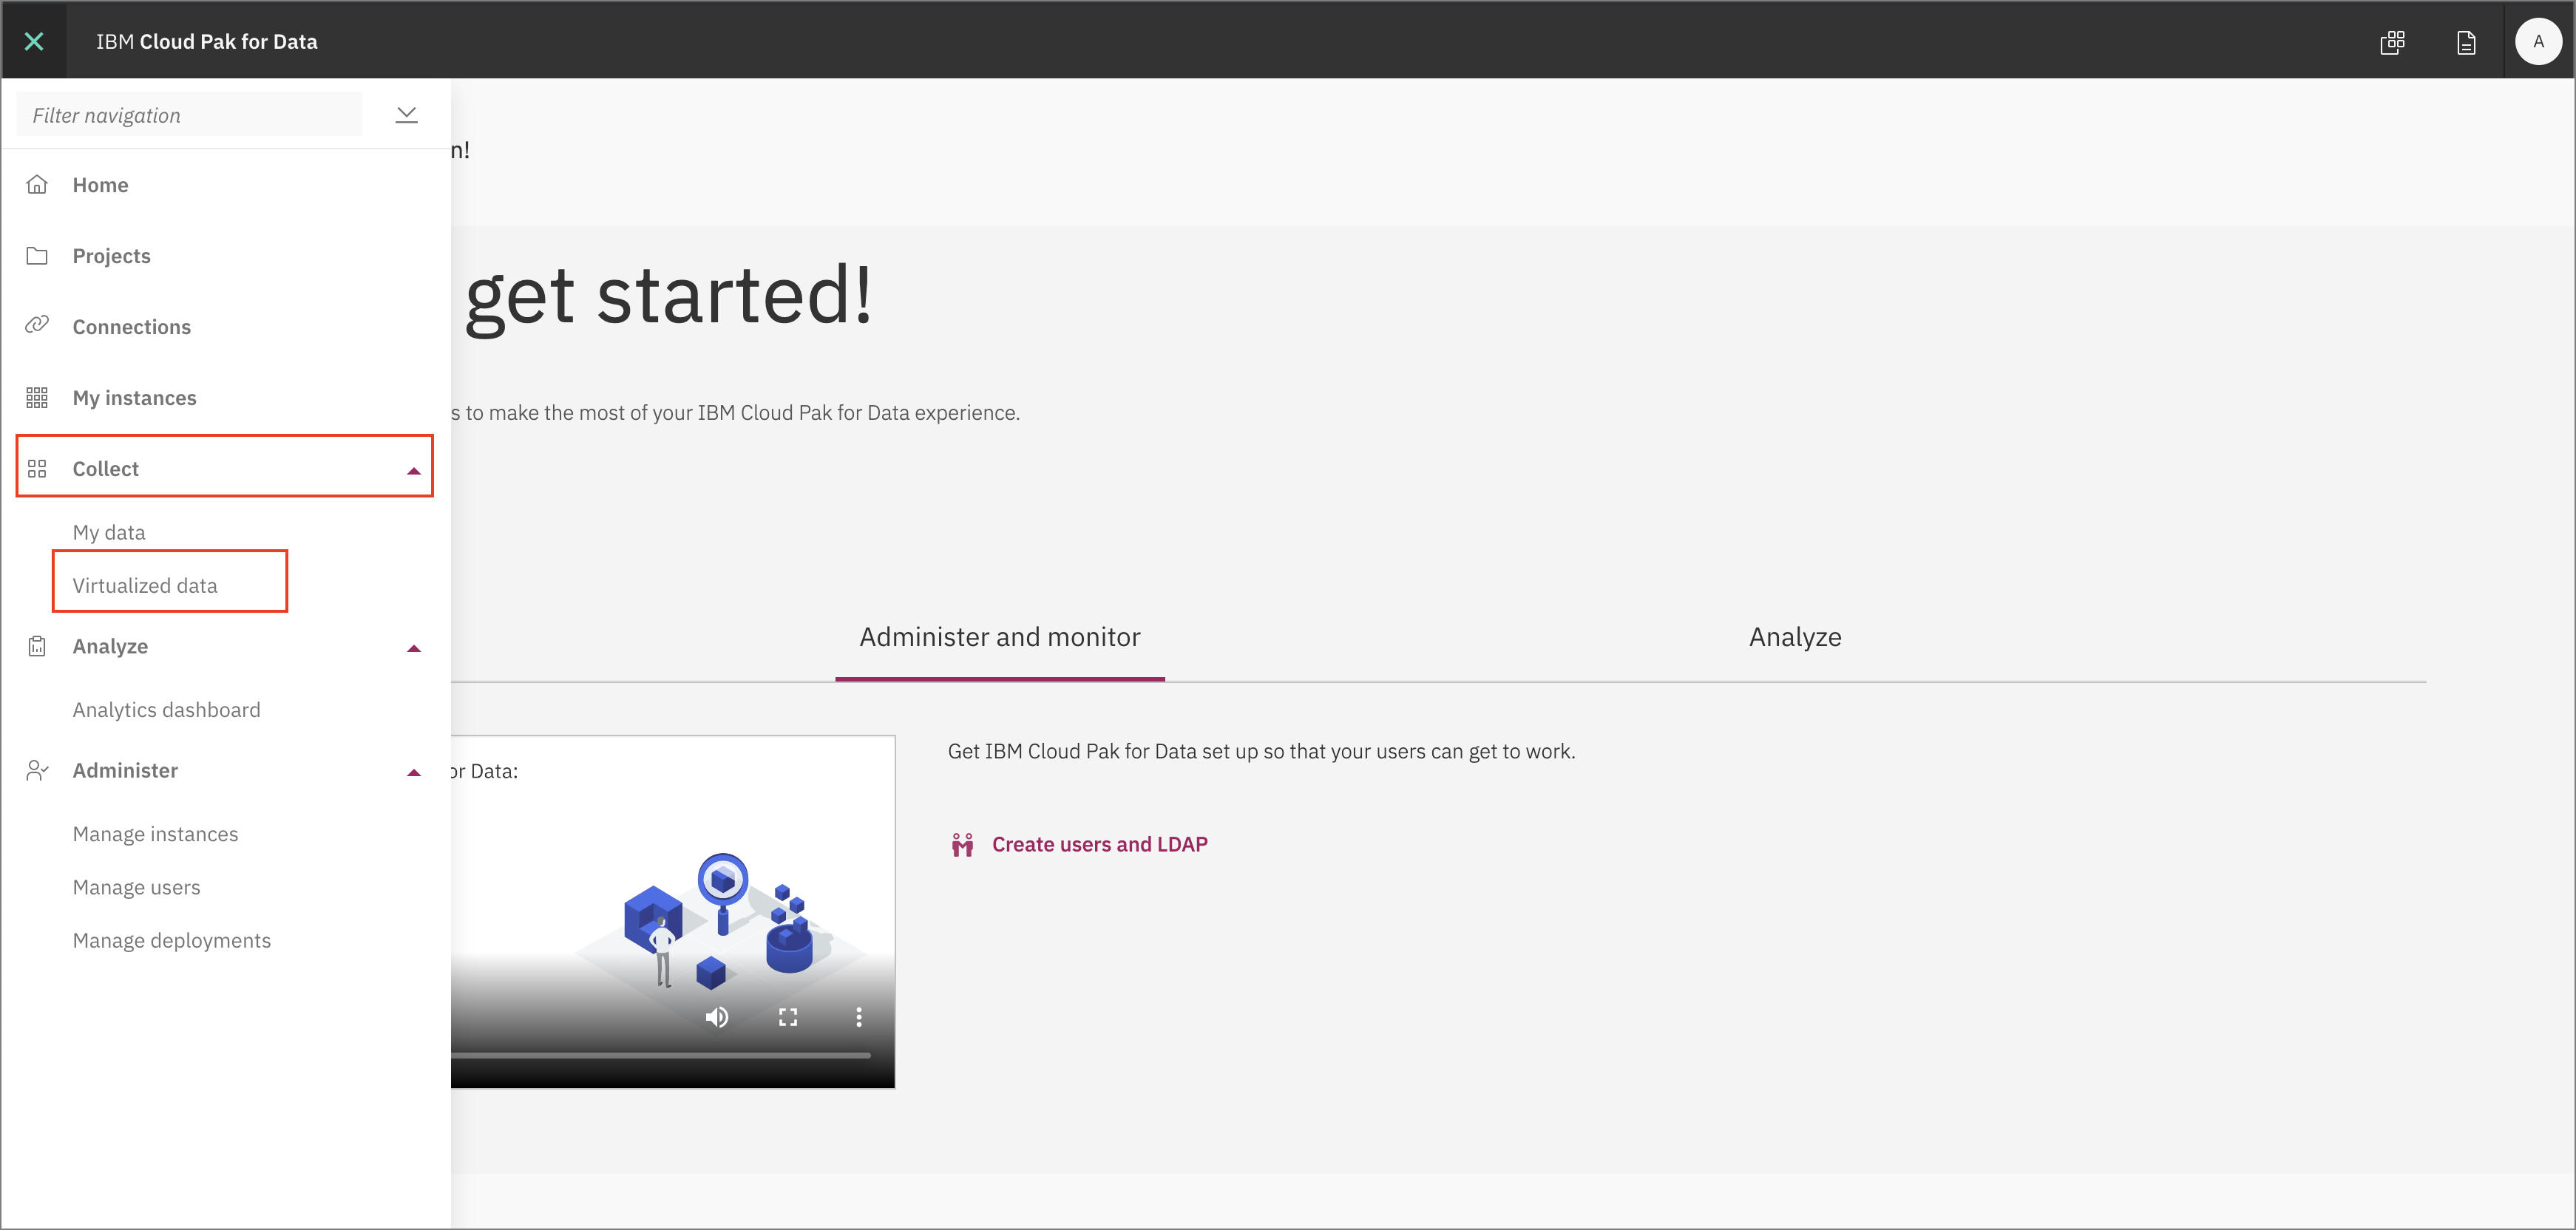 IBM Cloud Pak for Data
A
Filter navigation
Home
Projects
Connections
My instances
Collect
My data
Virtualized data
Analyze
Analytics dashboard
Administer
Manage instances
Manage users
Manage deployments
n!
get started!
s to make the most of your IBM Cloud Pak for Data experience.
Administer and monitor
Analyze
or Data:
Get IBM Cloud Pak for Data set up so that your users can get to work.
Create users and LDAP